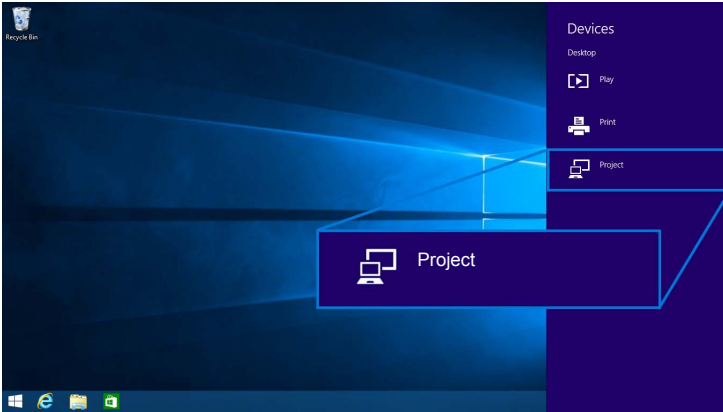 Recycle Bin
Devices
Desktop
Play
Print
Project
Project